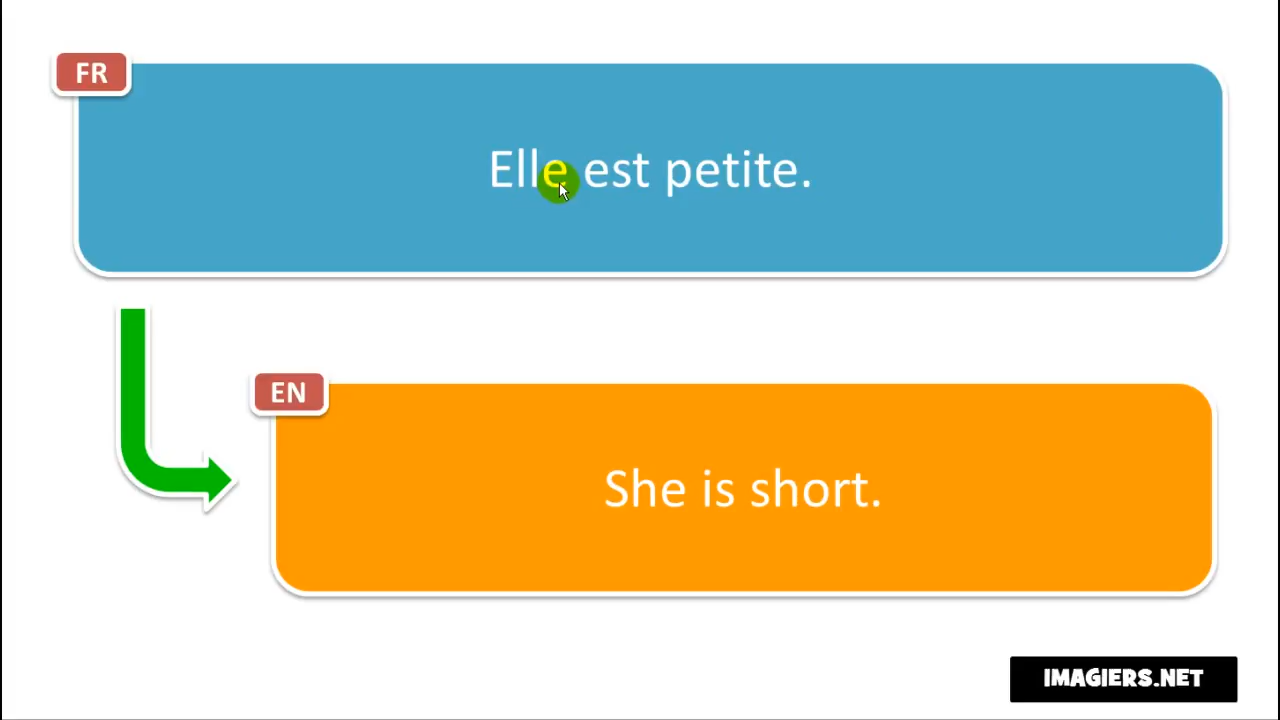 FR
Elle est petite.
EN
She is short.
IMAGIERS.NET